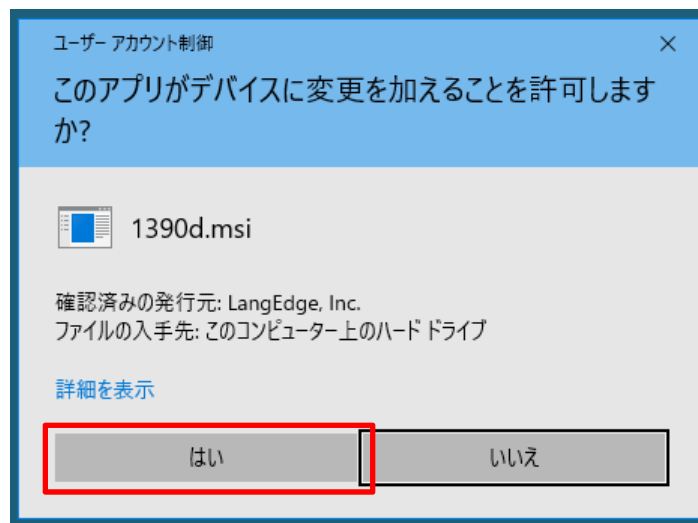 ユーザー アカウント制御
このアプリがデバイスに変更を加えることを許可します
か?
1390d.msi
確認済みの発行元: LangEdge, Inc.
ファイルの入手先: このコンピューター上のハード ドライブ
詳細を表示
はい
いいえ